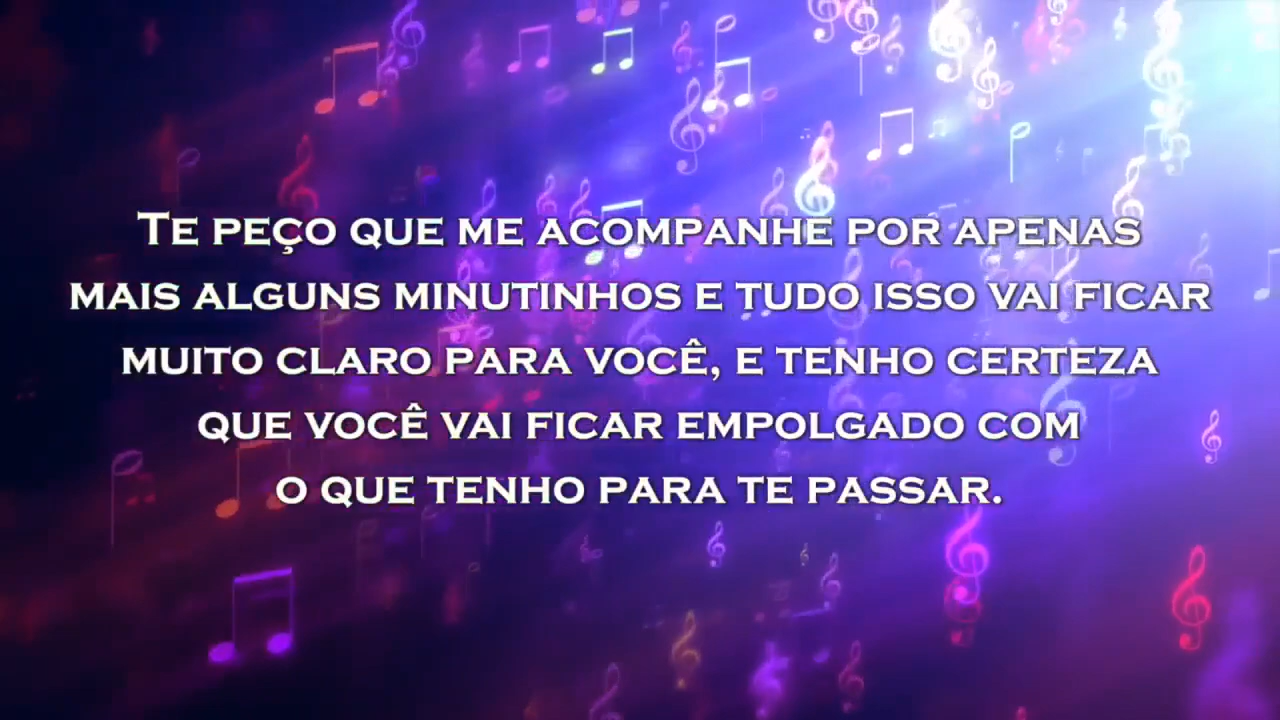 Te peço que me acompanhe por apenas
mais alguns minutinhos e tudo isso vai ficar
muito claro para você, e tenho certeza
que você vai ficar empolgado com
o que tenho para te passar.